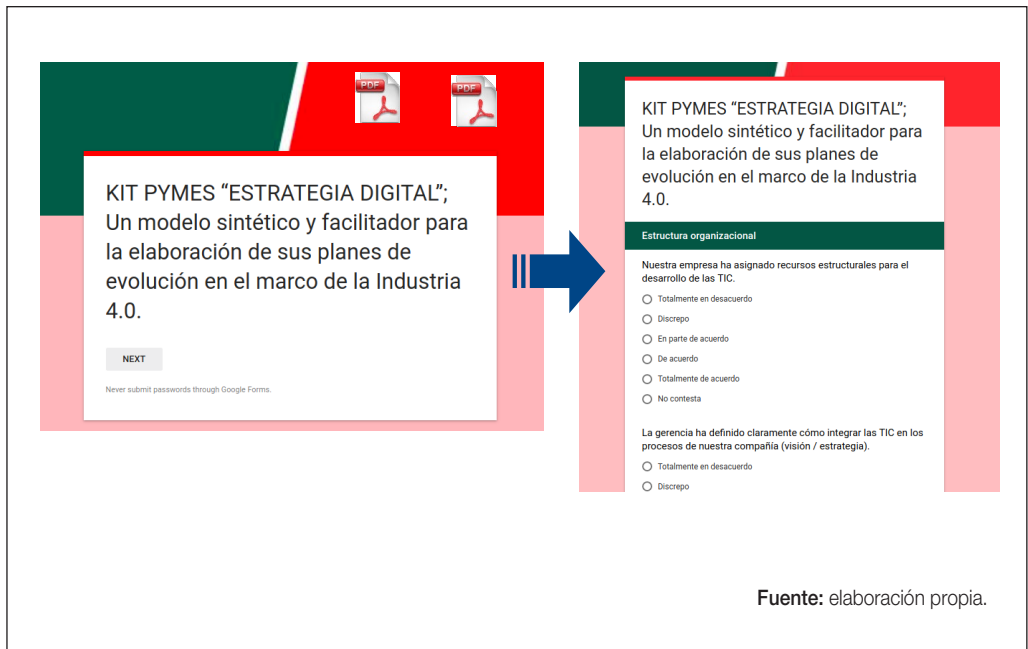 PDF
PDF
KIT PYMES “ESTRATEGIA DIGITAL”;
Un modelo sintético y facilitador para
la elaboración de sus planes de
evolución en el marco de la Industria
4.0.
NEXT
Never submit passwords through Google Forms.
KIT PYMES “ESTRATEGIA DIGITAL”;
Un modelo sintético y facilitador para
la elaboración de sus planes de
evolución en el marco de la Industria
4.0.
Estructura organizacional
Nuestra empresa ha asignado recursos estructurales para el
desarrollo de las TIC.
Totalmente en desacuerdo
Discrepo
En parte de acuerdo
De acuerdo
Totalmente de acuerdo
No contesta
La gerencia ha definido claramente cómo integrar las TIC en los
procesos de nuestra compañía (visión / estrategia).
Totalmente en desacuerdo
Discrepo
Fuente: elaboración propia.